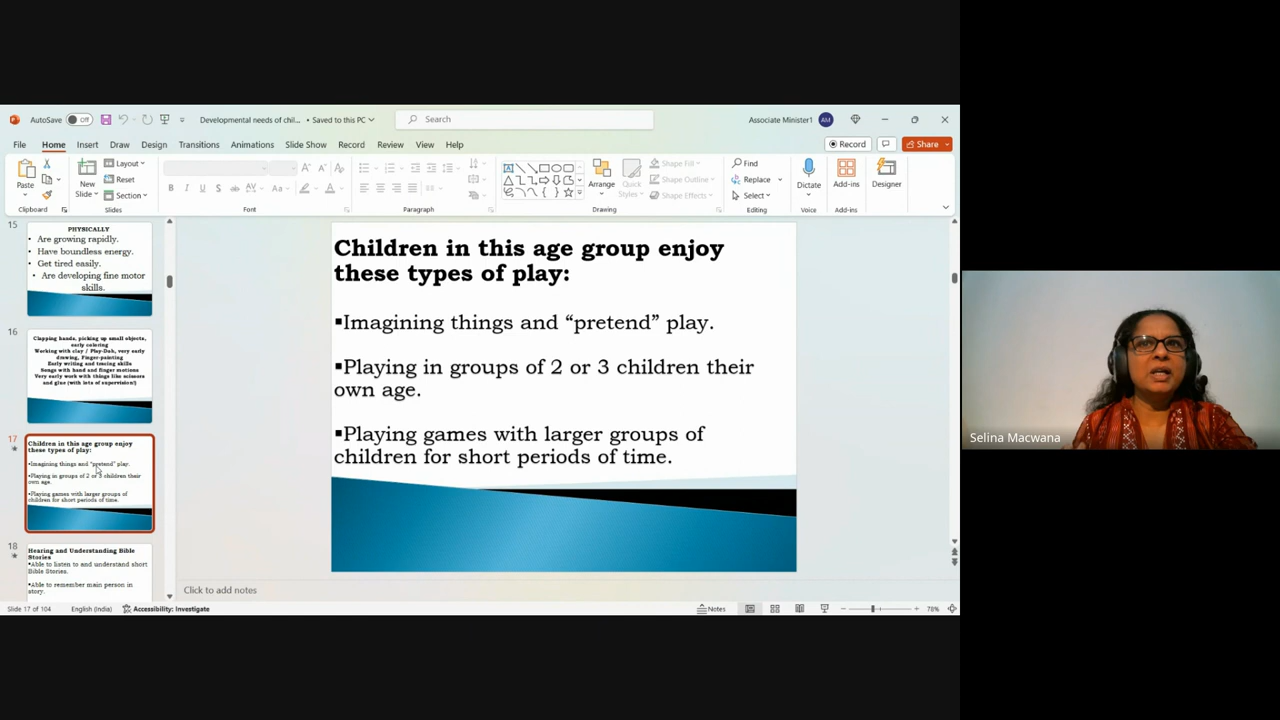 AutoSave Off Developmental needs of chil... • Saved to this PC Search Associate Minister1 AM
File Home Insert Draw Design Transitions Animations Slide Show Record Review View Help Record Share
Paste
Clipboard
New
Slide
Layout
Reset
Section
Slides
B I U S ab AV Aa A
Font
Paragraph
Arrange
Quick
Styles
Shape Fill
Shape Outline
Shape Effects
Drawing
Find
Replace
Select
Editing
Dictate
Voice
Add-ins
Add-ins
Designer
15
PHYSICALLY
• Are growing rapidly.
• Have boundless energy.
• Get tired easily.
• Are developing fine motor
skills.
16
Clapping hands, picking up small objects,
early coloring
Working with clay / Play-Doh, very early
drawing, Finger-painting
Early writing and tracing skills
Songs with hand and finger motions
Very early work with things like scissors
and glue (with lots of supervision!)
17
Children in this age group enjoy
these types of play:
▪Imagining things and "pretend" play.
▪Playing in groups of 2 or 3 children their
own age.
▪Playing games with larger groups of
children for short periods of time.
18
Hearing and Understanding Bible
Stories
▪Able to listen to and understand short
Bible Stories.
▪Able to remember main person in
story.
Children in this age group enjoy
these types of play:
▪Imagining things and “pretend” play.
▪Playing in groups of 2 or 3 children their
own age.
▪Playing games with larger groups of
children for short periods of time.
Click to add notes
Slide 17 of 104 English (India) Accessibility: Investigate Notes 78%
Selina Macwana